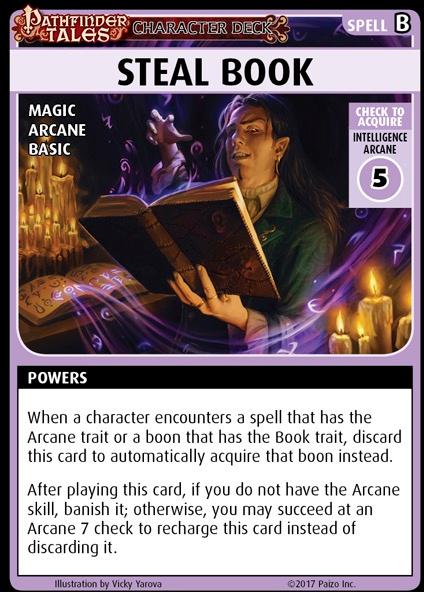 PATHFINDER TALES CHARACTER DECK
SPELL B
STEAL BOOK
MAGIC
ARCANE
BASIC
CHECK TO
ACQUIRE
INTELLIGENCE
ARCANE
5
POWERS
When a character encounters a spell that has the
Arcane trait or a boon that has the Book trait, discard
this card to automatically acquire that boon instead.
After playing this card, if you do not have the Arcane
skill, banish it; otherwise, you may succeed at an
Arcane 7 check to recharge this card instead of
discarding it.
Illustration by Vicky Yarova
©2017 Paizo Inc.